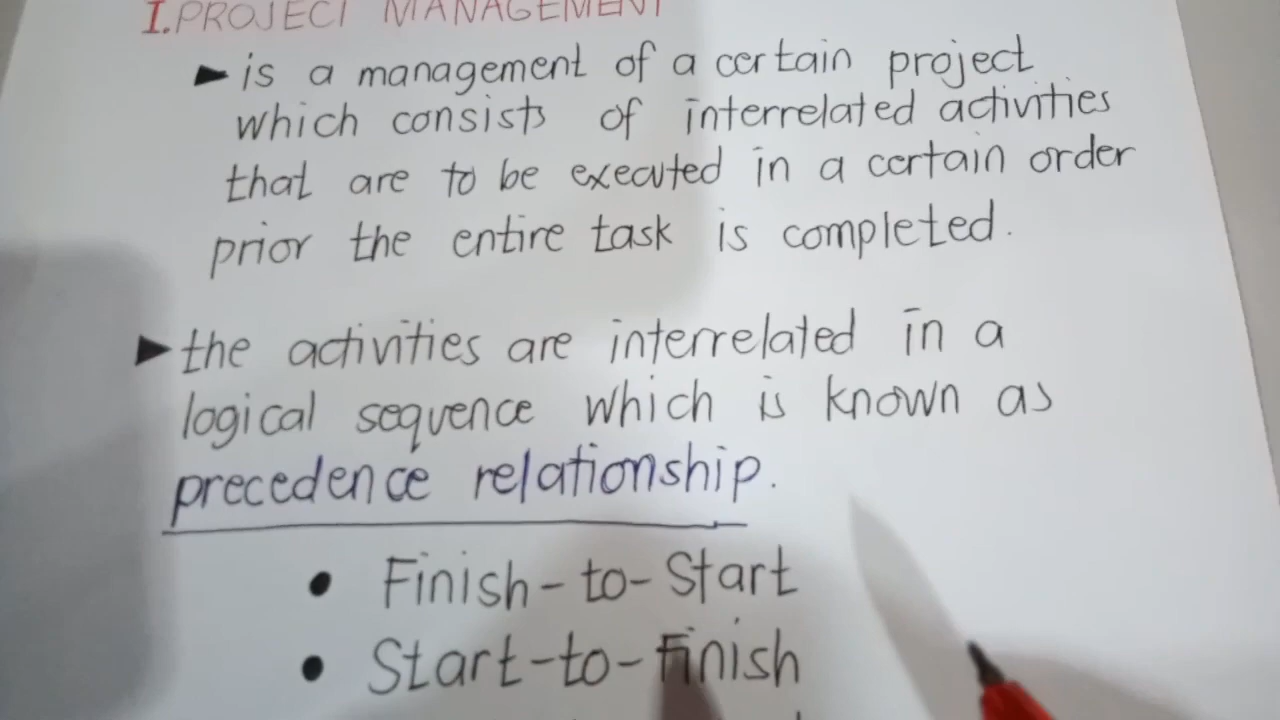 I. PROJECT MANAGEMENT
► is a management of a certain project
which consists of interrelated activities
that are to be executed in a certain order
prior the entire task is completed.
► the activities are interrelated in a
logical sequence which is known as
precedence relationship.
• Finish-to-Start
• Start-to-Finish